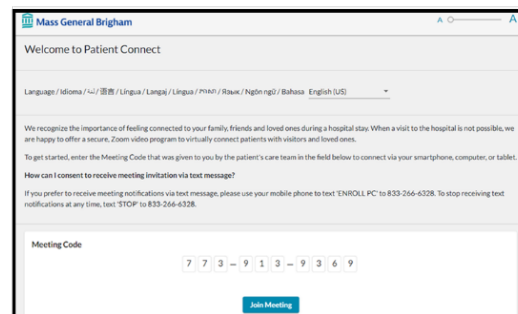 Mass General Brigham
A A
Welcome to Patient Connect
Language / Idioma / لغة / 语言 / Língua / Langaj / Lingua / Язык / Ngôn ngữ / Bahasa English (US)
We recognize the importance of feeling connected to your family, friends and loved ones during a hospital stay. When a visit to the hospital is not possible, we
are happy to offer a secure, Zoom video program to virtually connect patients with visitors and loved ones.
To get started, enter the Meeting Code that was given to you by the patient's care team in the field below to connect via your smartphone, computer, or tablet.
How can I consent to receive meeting invitation via text message?
If you prefer to receive meeting notifications via text message, please use your mobile phone to text 'ENROLL PC' to 833-266-6328. To stop receiving text
notifications at any time, text 'STOP' to 833-266-6328.
Meeting Code
7 7 3 – 9 1 3 – 9 3 6 9
Join Meeting